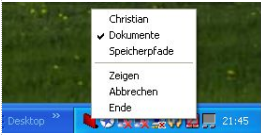 Christian
Dokumente
Speicherpfade
Zeigen
Abbrechen
Ende
Desktop »
21:45